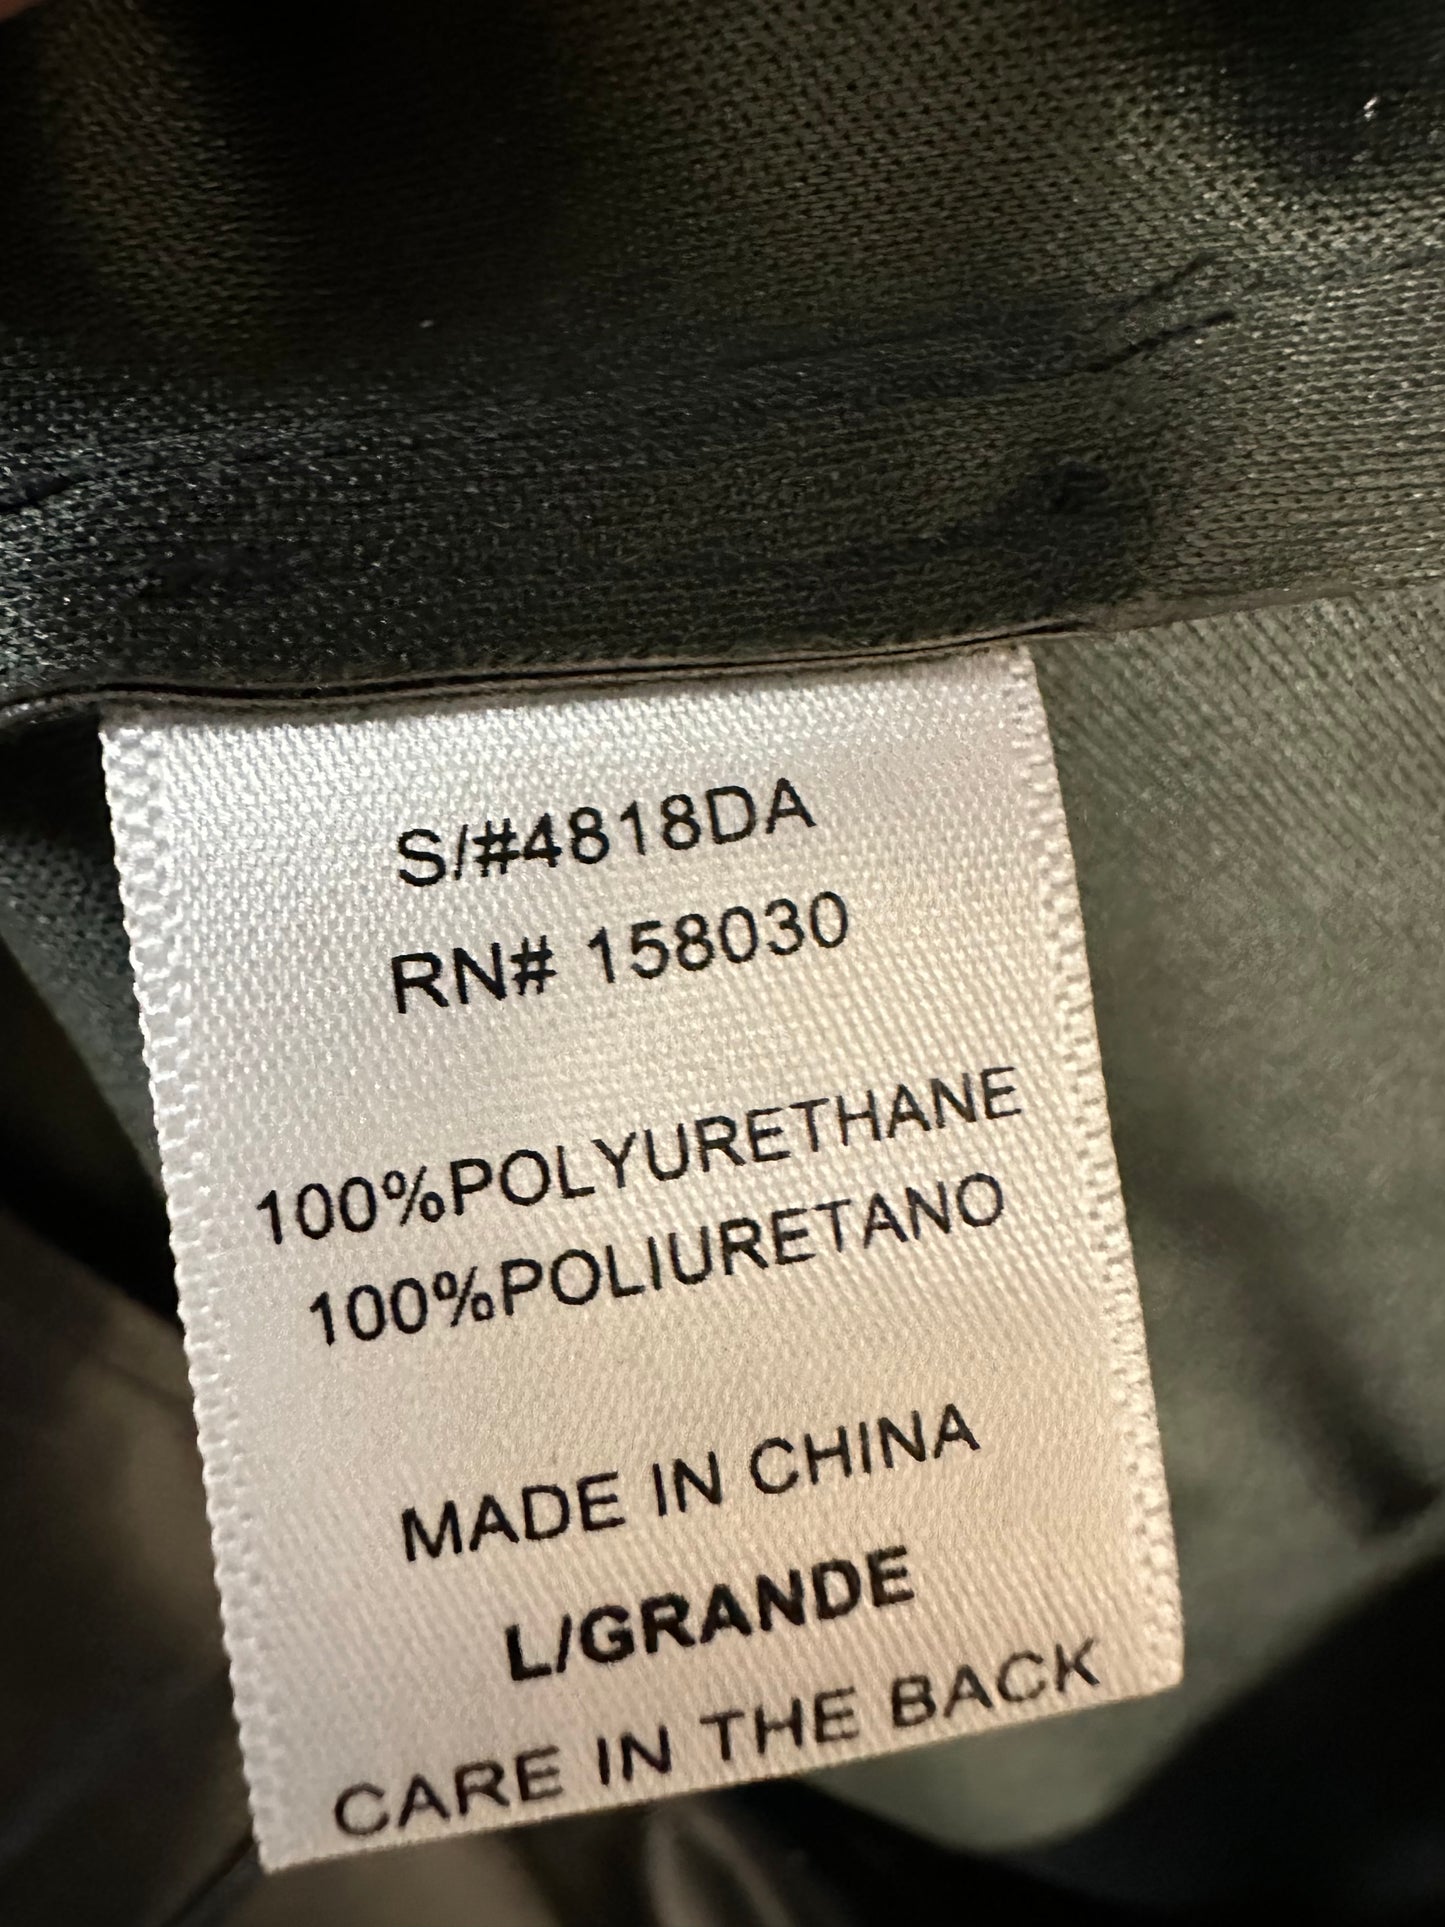 S/#4818DA
RN# 158030
100%POLYURETHANE
100%POLIURETANO
MADE IN CHINA
L/GRANDE
CARE IN THE BACK